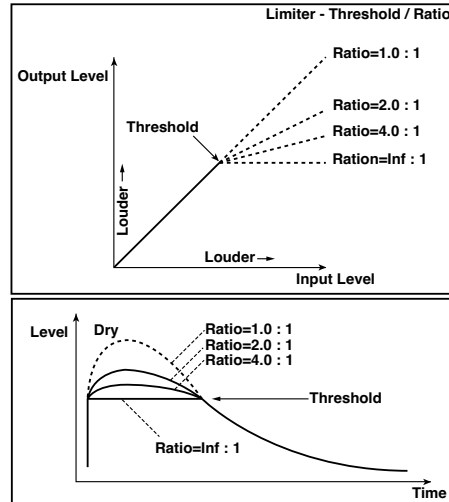 Limiter - Threshold / Ratio
Ratio=1.0 : 1
Output Level
Ratio=2.0 : 1
Threshold
Ratio=4.0 : 1
Ration=Inf : 1
Louder
Louder
Input Level
Level
Dry
Ratio=1.0 : 1
Ratio=2.0 : 1
Ratio=4.0 : 1
Threshold
Ratio=Inf : 1
Time